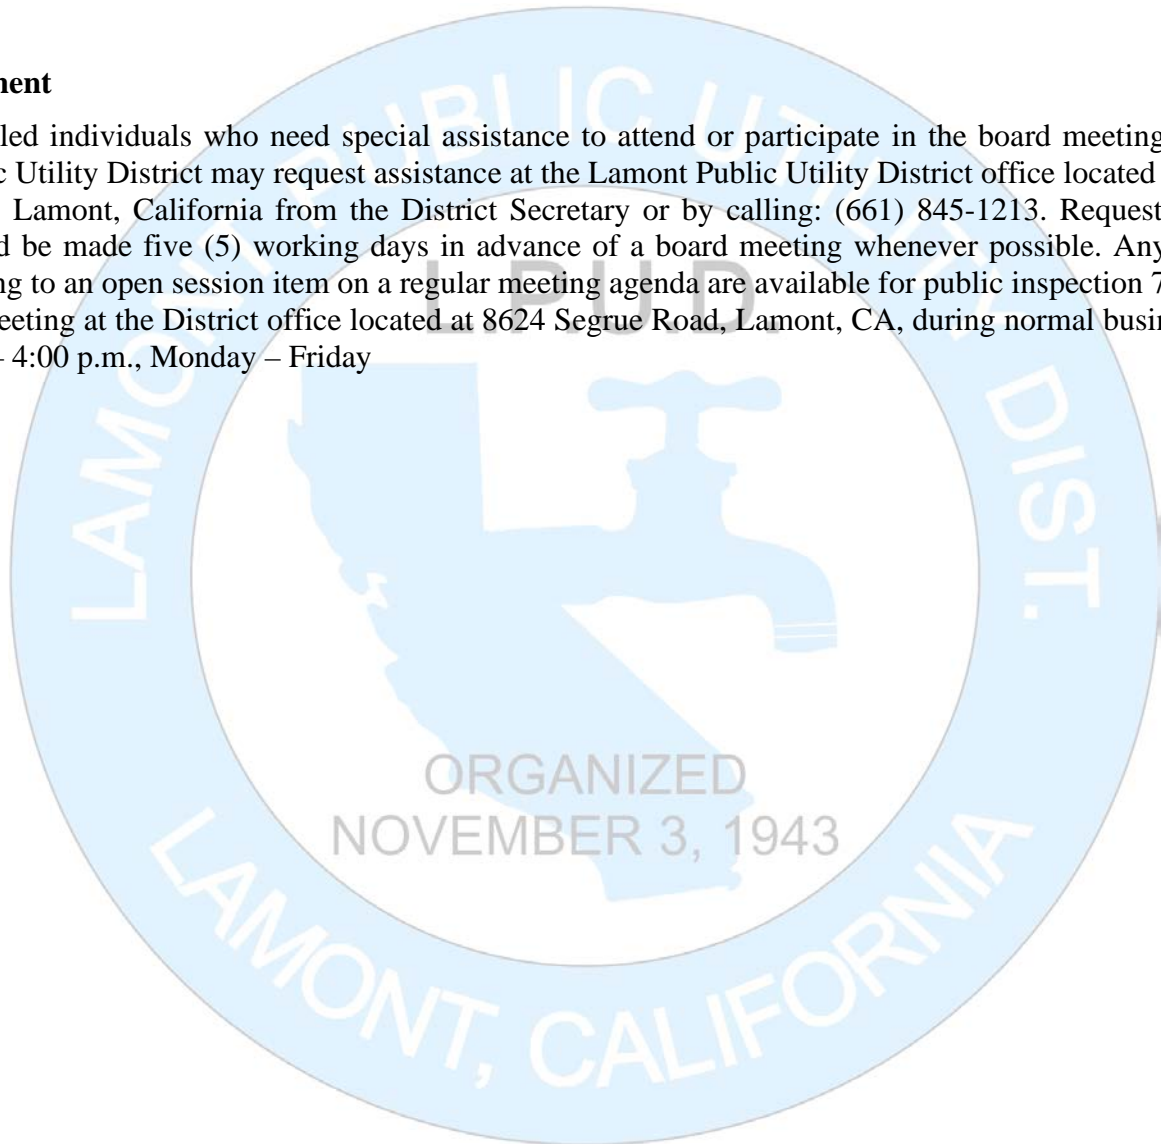 nent
led individuals who need special assistance to attend or participate in the board meeting
c Utility District may request assistance at the Lamont Public Utility District office located
Lamont, California from the District Secretary or by calling: (661) 845-1213. Request
d be made five (5) working days in advance of a board meeting whenever possible. Any
ng to an open session item on a regular meeting agenda are available for public inspection 7
eeting at the District office located at 8624 Segrue Road, Lamont, CA, during normal busin
– 4:00 p.m., Monday – Friday
LAMONT PUBLIC UTILITY DIST.
L.P.U.D.
ORGANIZED
NOVEMBER 3, 1943
LAMONT, CALIFORNIA